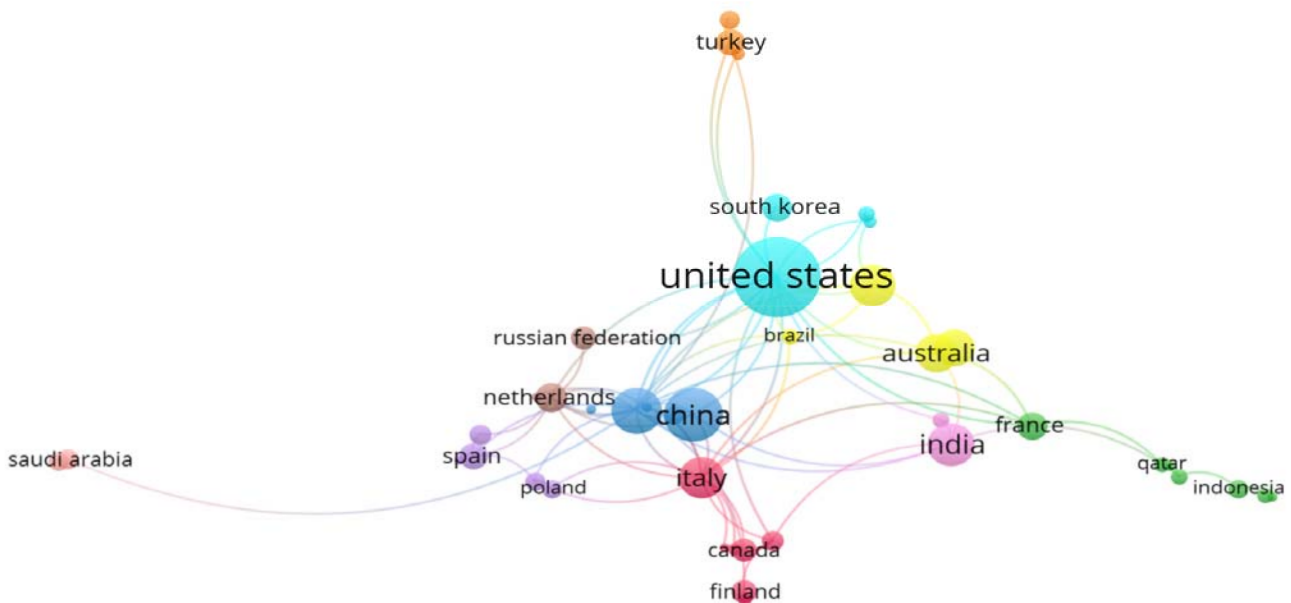 turkey
south korea
united states
brazil
russian federation
australia
netherlands
china
france
india
spain
saudi arabia
qatar
italy
poland
indonesia
canada
finland